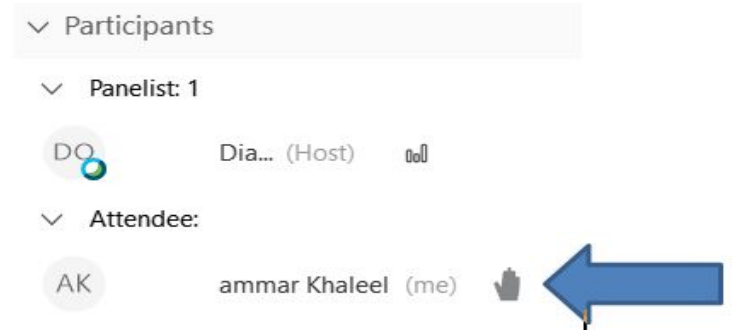 Participants
Panelist: 1
DO Dia... (Host)
Attendee:
AK ammar Khaleel (me)